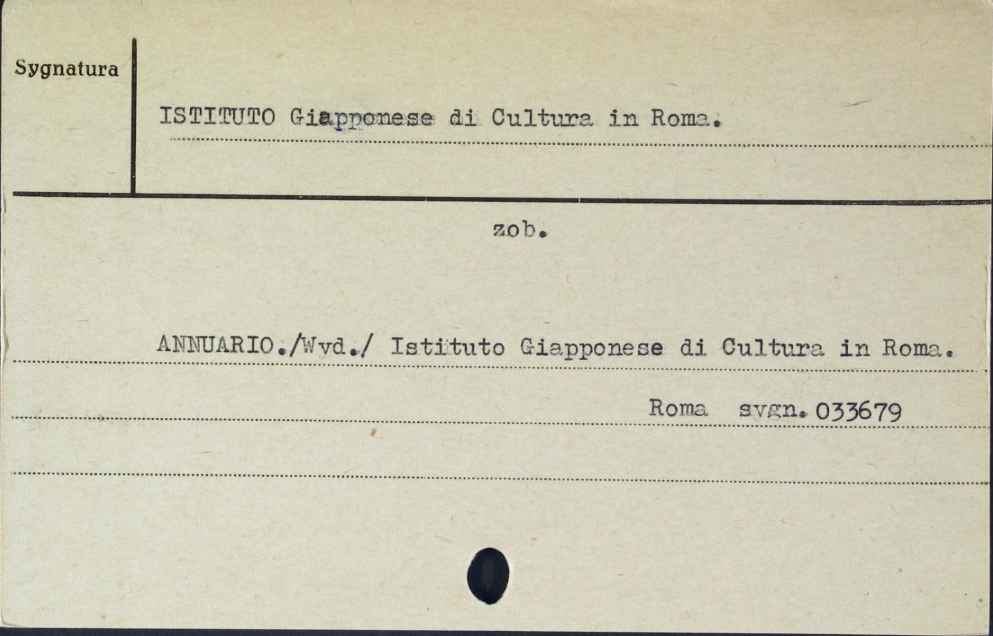 Sygnatura
ISTITUTO Giapponese di Cultura in Roma.
zob.
ANNUARIO./Wyd./ Istituto Giapponese di Cultura in Roma.
Roma sygn. 033679